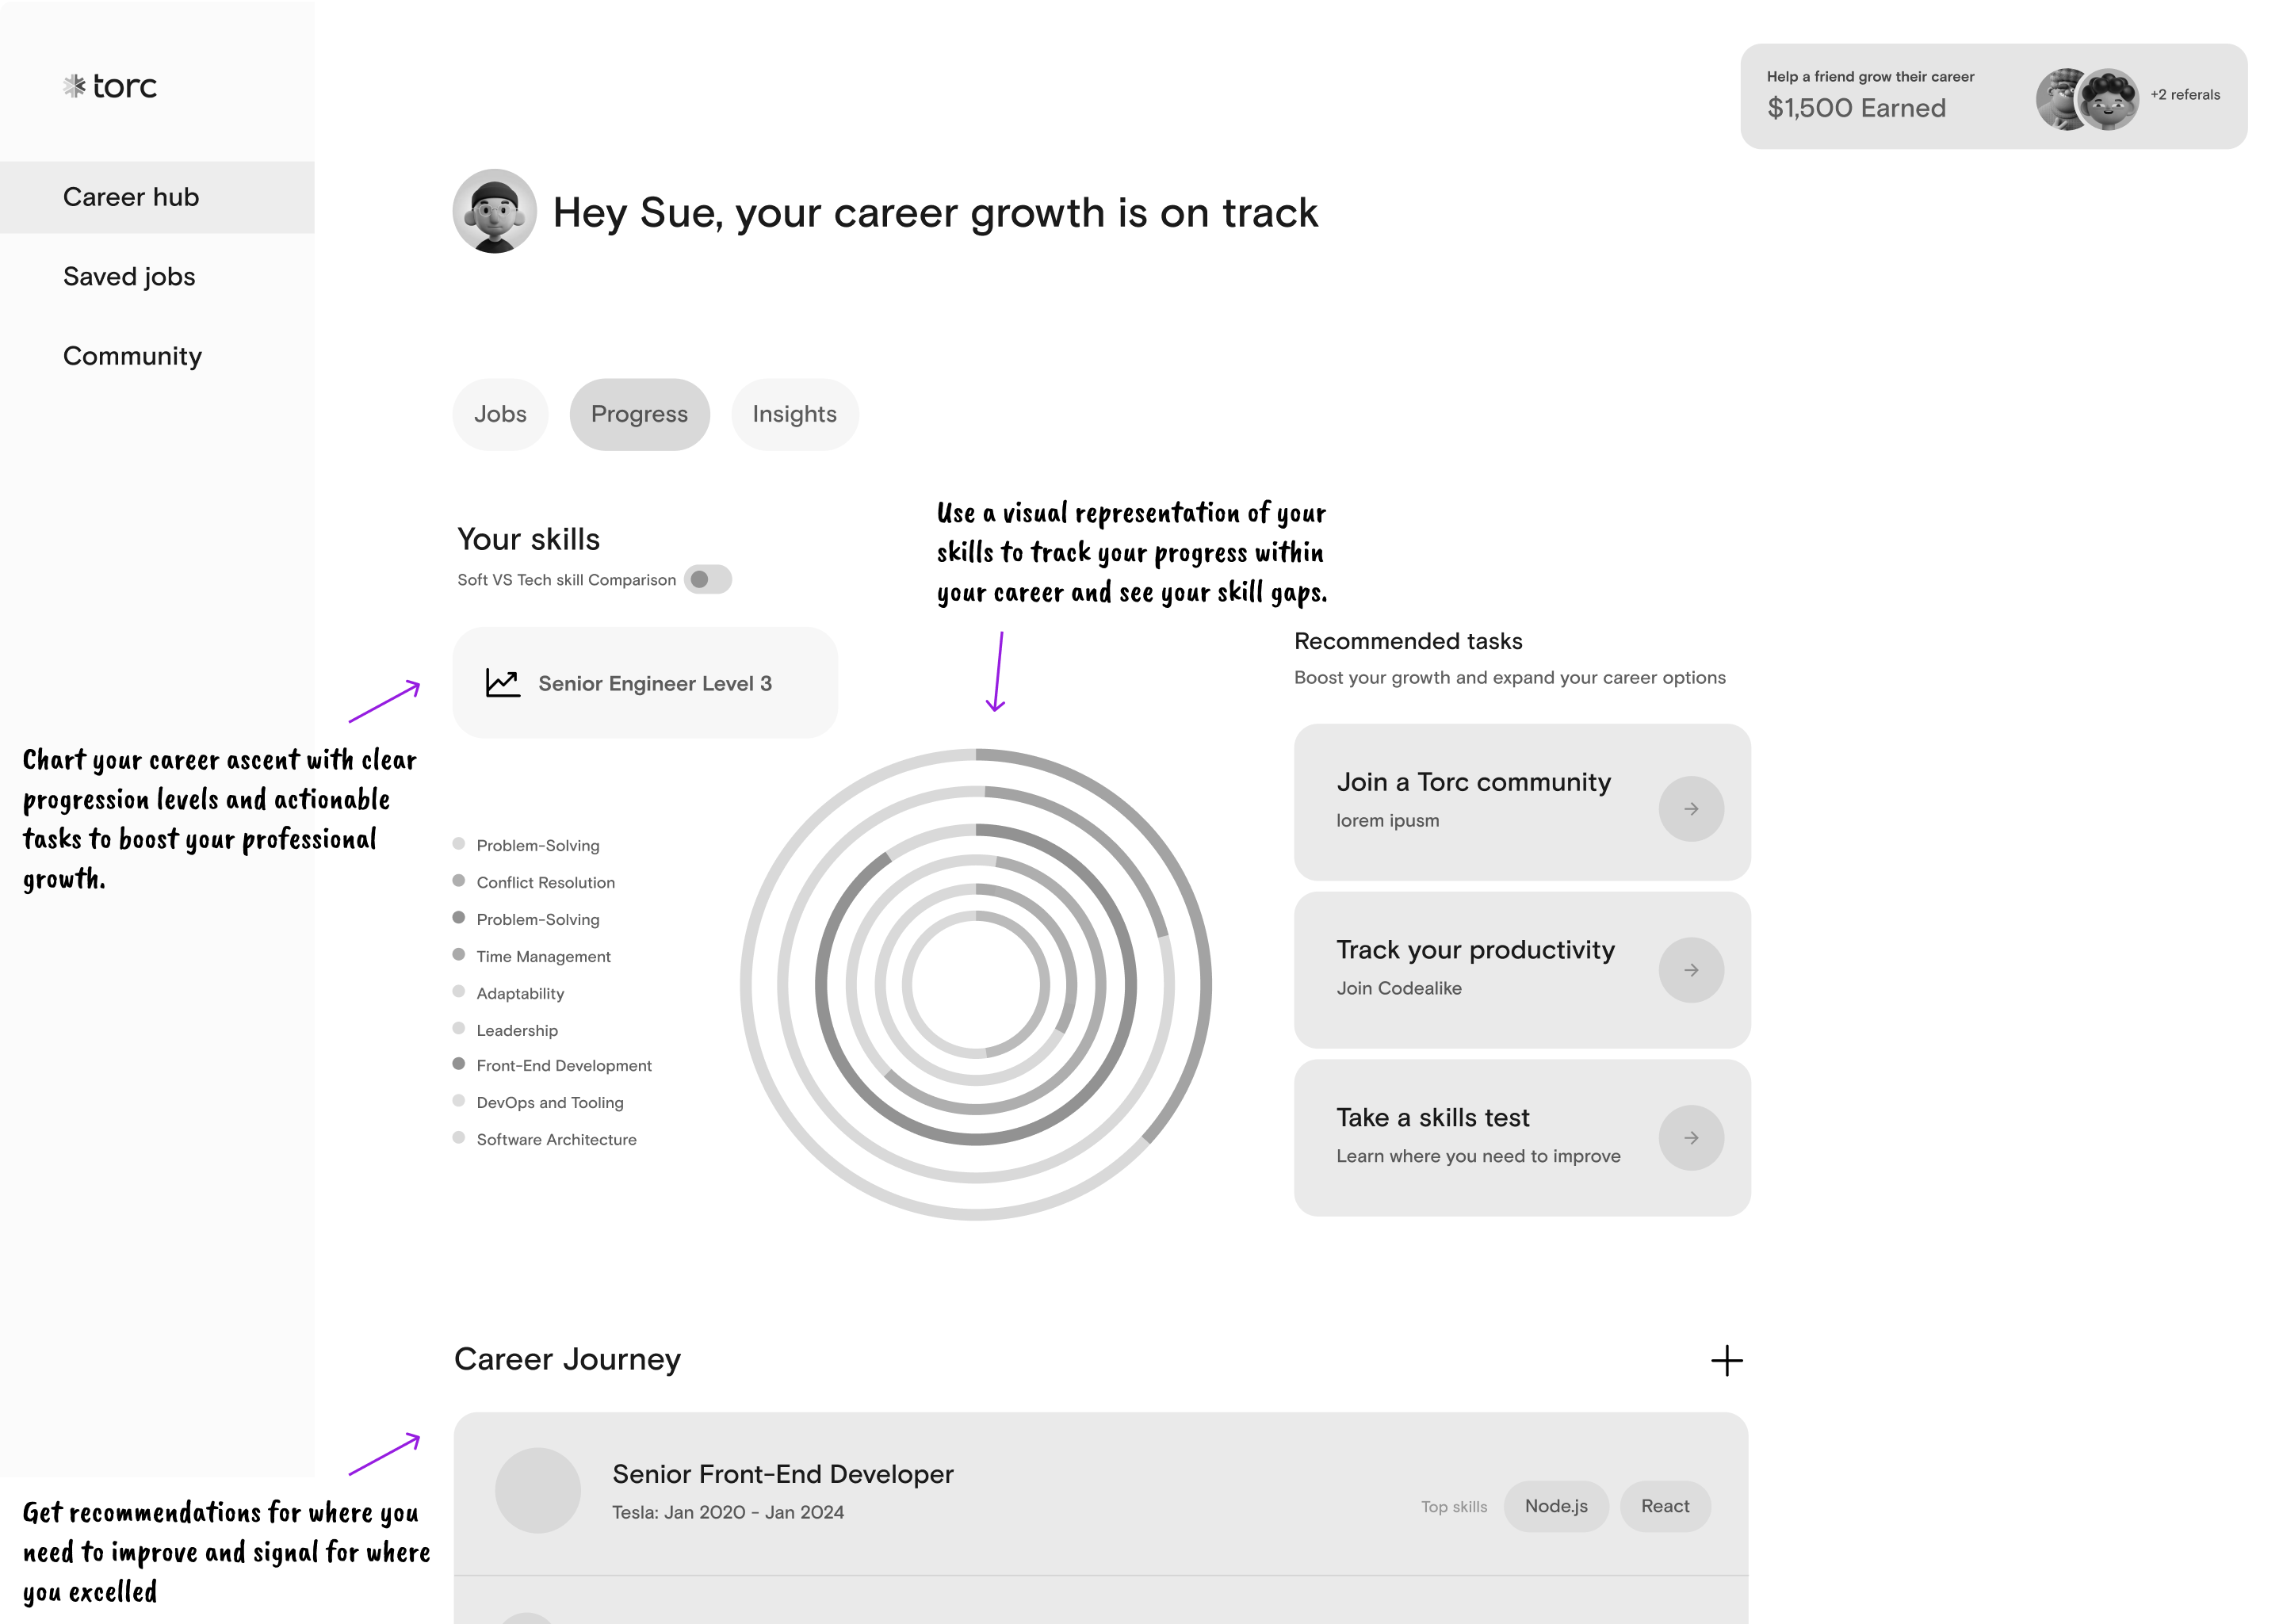 torc
Career hub
Saved jobs
Community
Help a friend grow their career
$1,500 Earned
+2 referals
Hey Sue, your career growth is on track
Jobs
Progress
Insights
Your skills
Soft VS Tech skill Comparison
Use a visual representation of your
skills to track your progress within
your career and see your skill gaps.
Senior Engineer Level 3
Chart your career ascent with clear
progression levels and actionable
tasks to boost your professional
growth.
Problem-Solving
Conflict Resolution
Problem-Solving
Time Management
Adaptability
Leadership
Front-End Development
DevOps and Tooling
Software Architecture
Recommended tasks
Boost your growth and expand your career options
Join a Torc community
lorem ipusm
Track your productivity
Join Codealike
Take a skills test
Learn where you need to improve
Career Journey
Senior Front-End Developer
Tesla: Jan 2020 - Jan 2024
Top skills
Node.js
React
Get recommendations for where you
need to improve and signal for where
you excelled